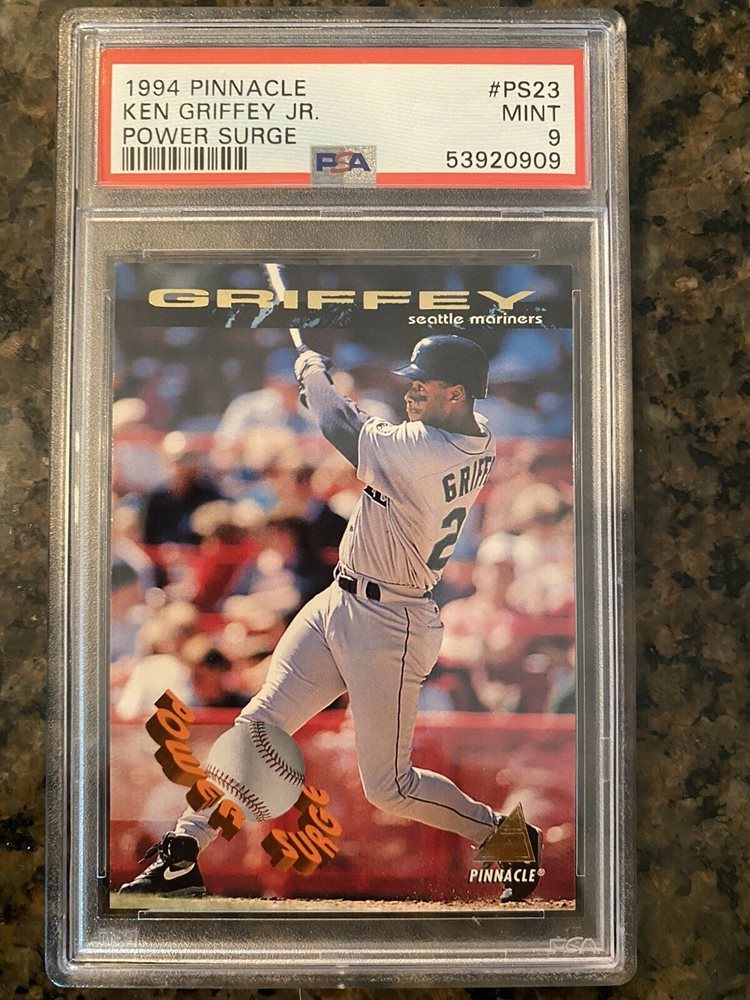 1994 PINNACLE #PS23
KEN GRIFFEY JR. MINT
POWER SURGE 9
PSA 53920909
GRIFFEY
seattle mariners
GRIFF
2
POWER
SURGE
PINNACLE®
PSA